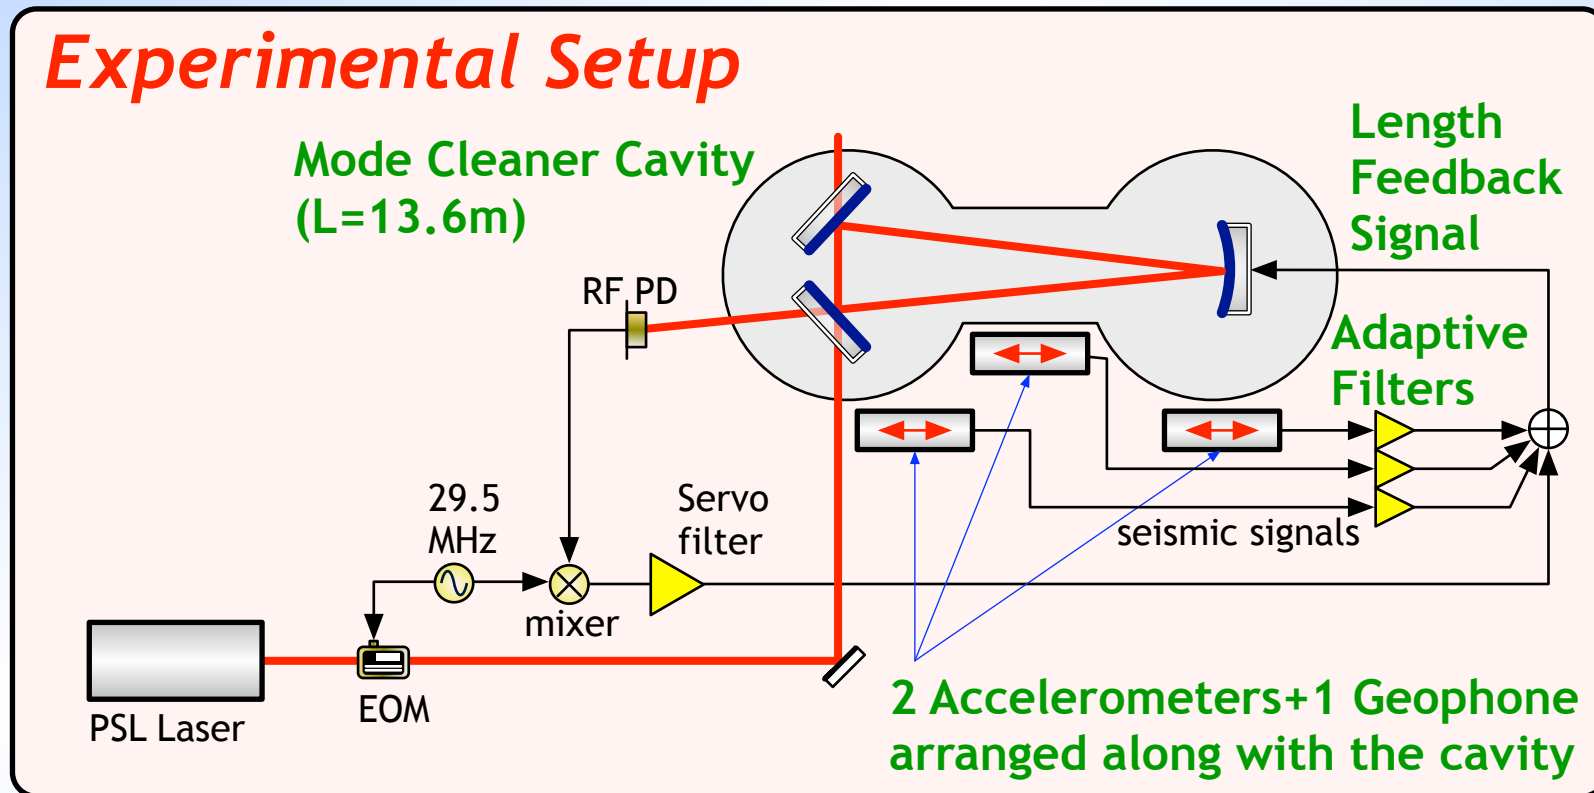 Experimental Setup
Mode Cleaner Cavity
(L=13.6m)
Length
Feedback
Signal
RF PD
Adaptive
Filters
29.5
MHz
Servo
filter
seismic signals
mixer
EOM
PSL Laser
2 Accelerometers+1 Geophone
arranged along with the cavity